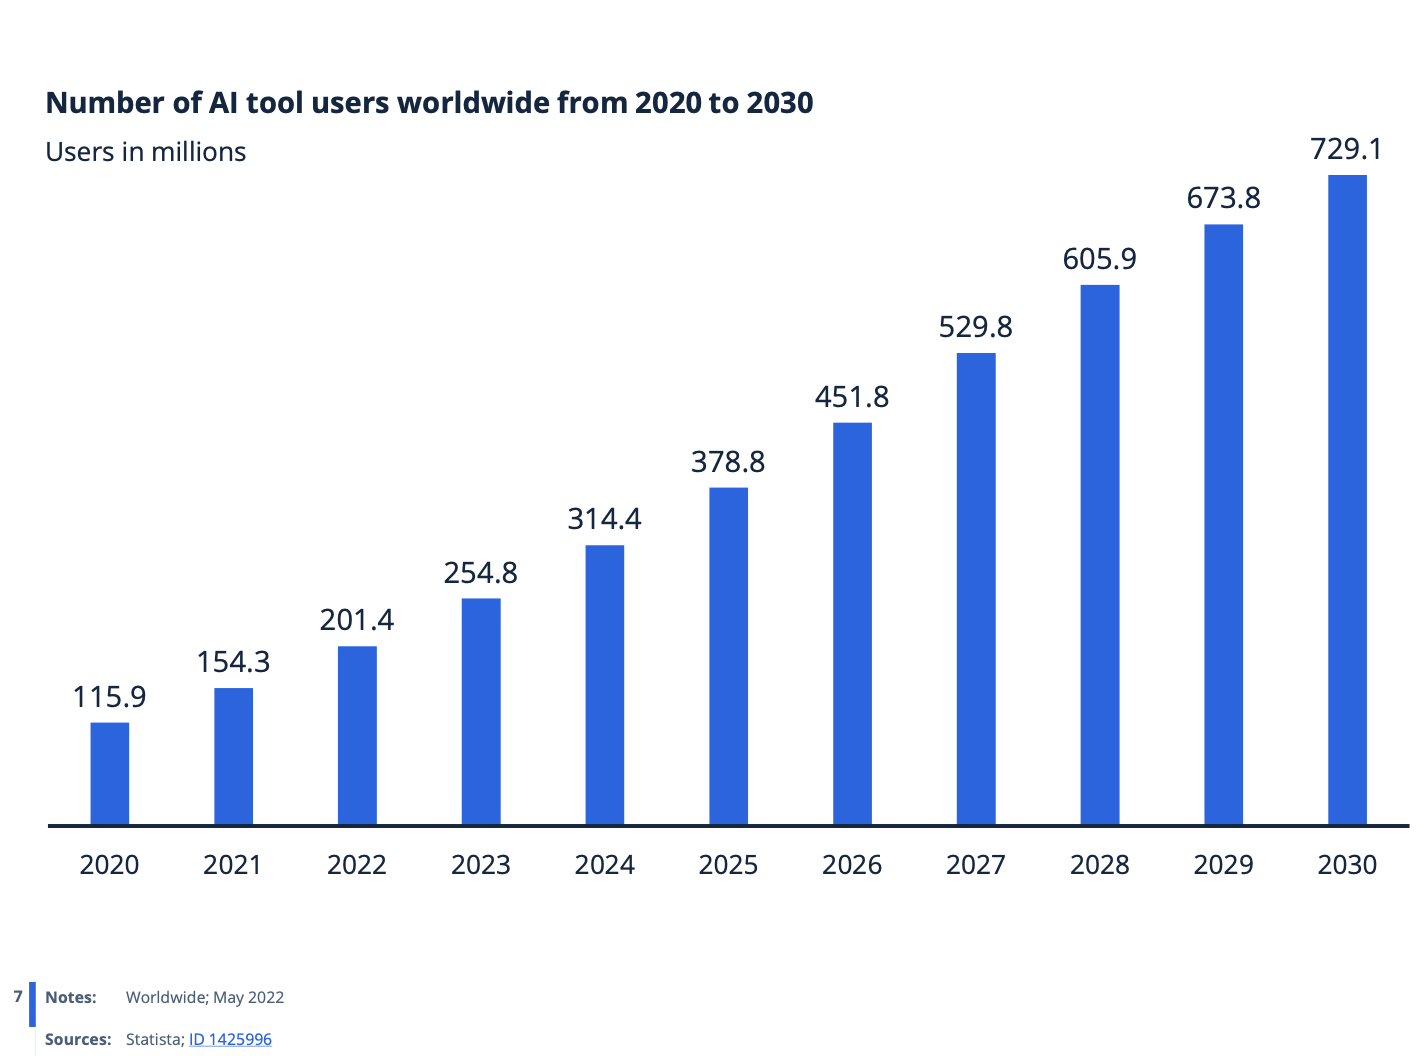 Number of AI tool users worldwide from 2020 to 2030
Users in millions
115.9
154.3
201.4
254.8
314.4
378.8
451.8
529.8
605.9
673.8
729.1
2020 2021 2022 2023 2024 2025 2026 2027 2028 2029 2030
7 Notes: Worldwide; May 2022
Sources: Statista; ID 1425996